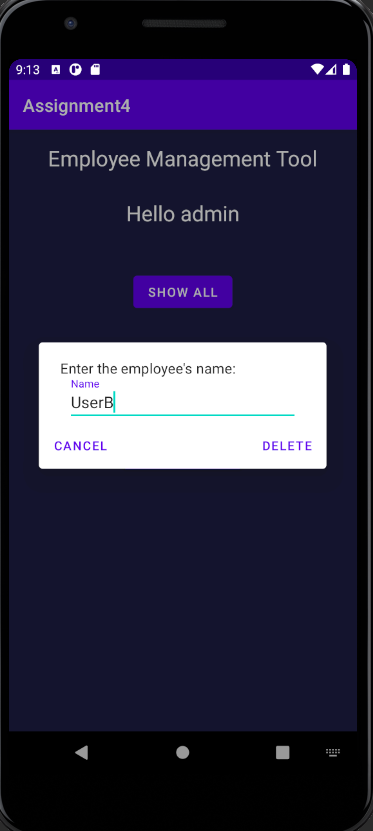 9:13
Assignment4
Employee Management Tool
Hello admin
SHOW ALL
Enter the employee's name:
Name
UserB
CANCEL DELETE